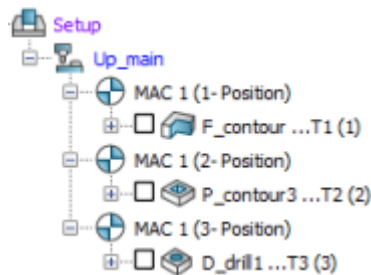 Setup
Up_main
MAC 1 (1- Position)
F_contour ...T1 (1)
MAC 1 (2- Position)
P_contour3 ...T2 (2)
MAC 1 (3- Position)
D_drill1 ...T3 (3)